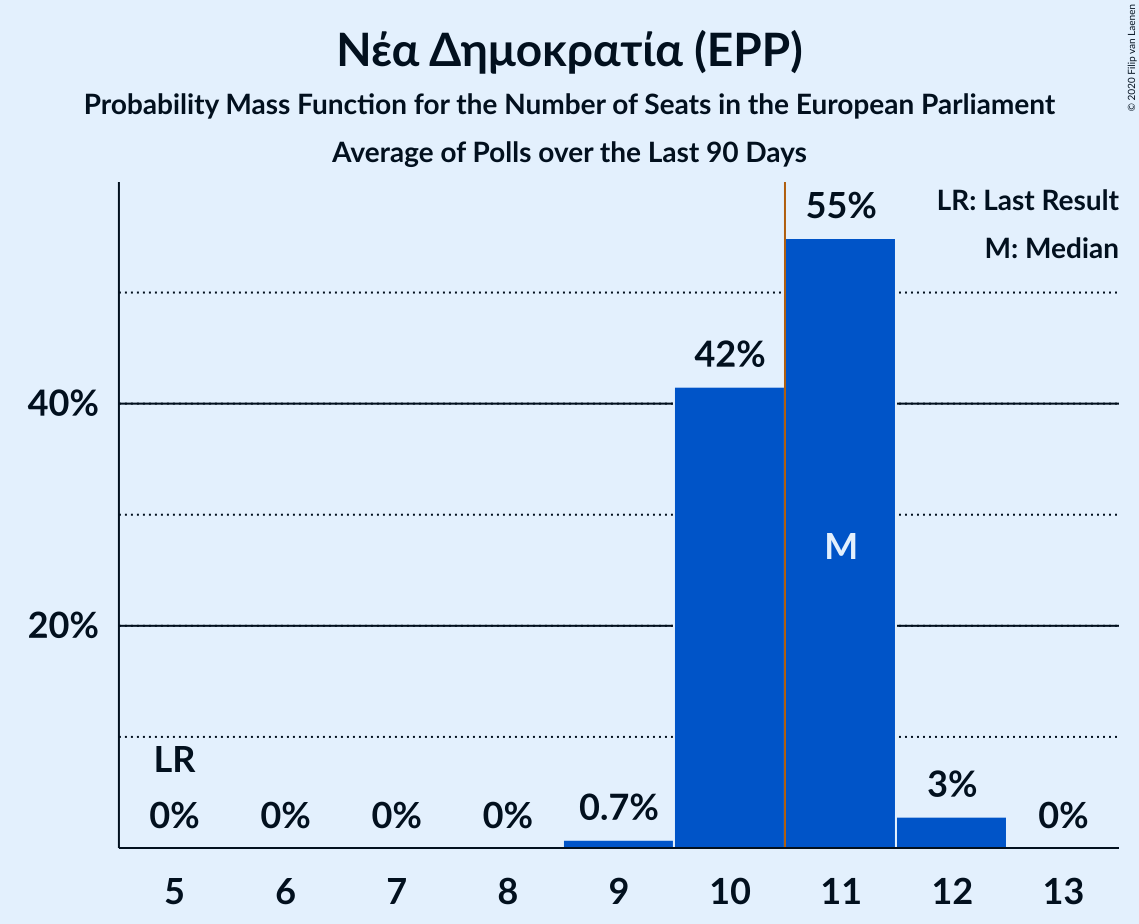 Νέα Δημοκρατία (EPP)
Probability Mass Function for the Number of Seats in the European Parliament
Average of Polls over the Last 90 Days
© 2020 Filip van Laenen
LR: Last Result
M: Median
55%
42%
40%
M
20%
LR
0% 0% 0% 0% 0.7% 3% 0%
5 6 7 8 9 10 11 12 13